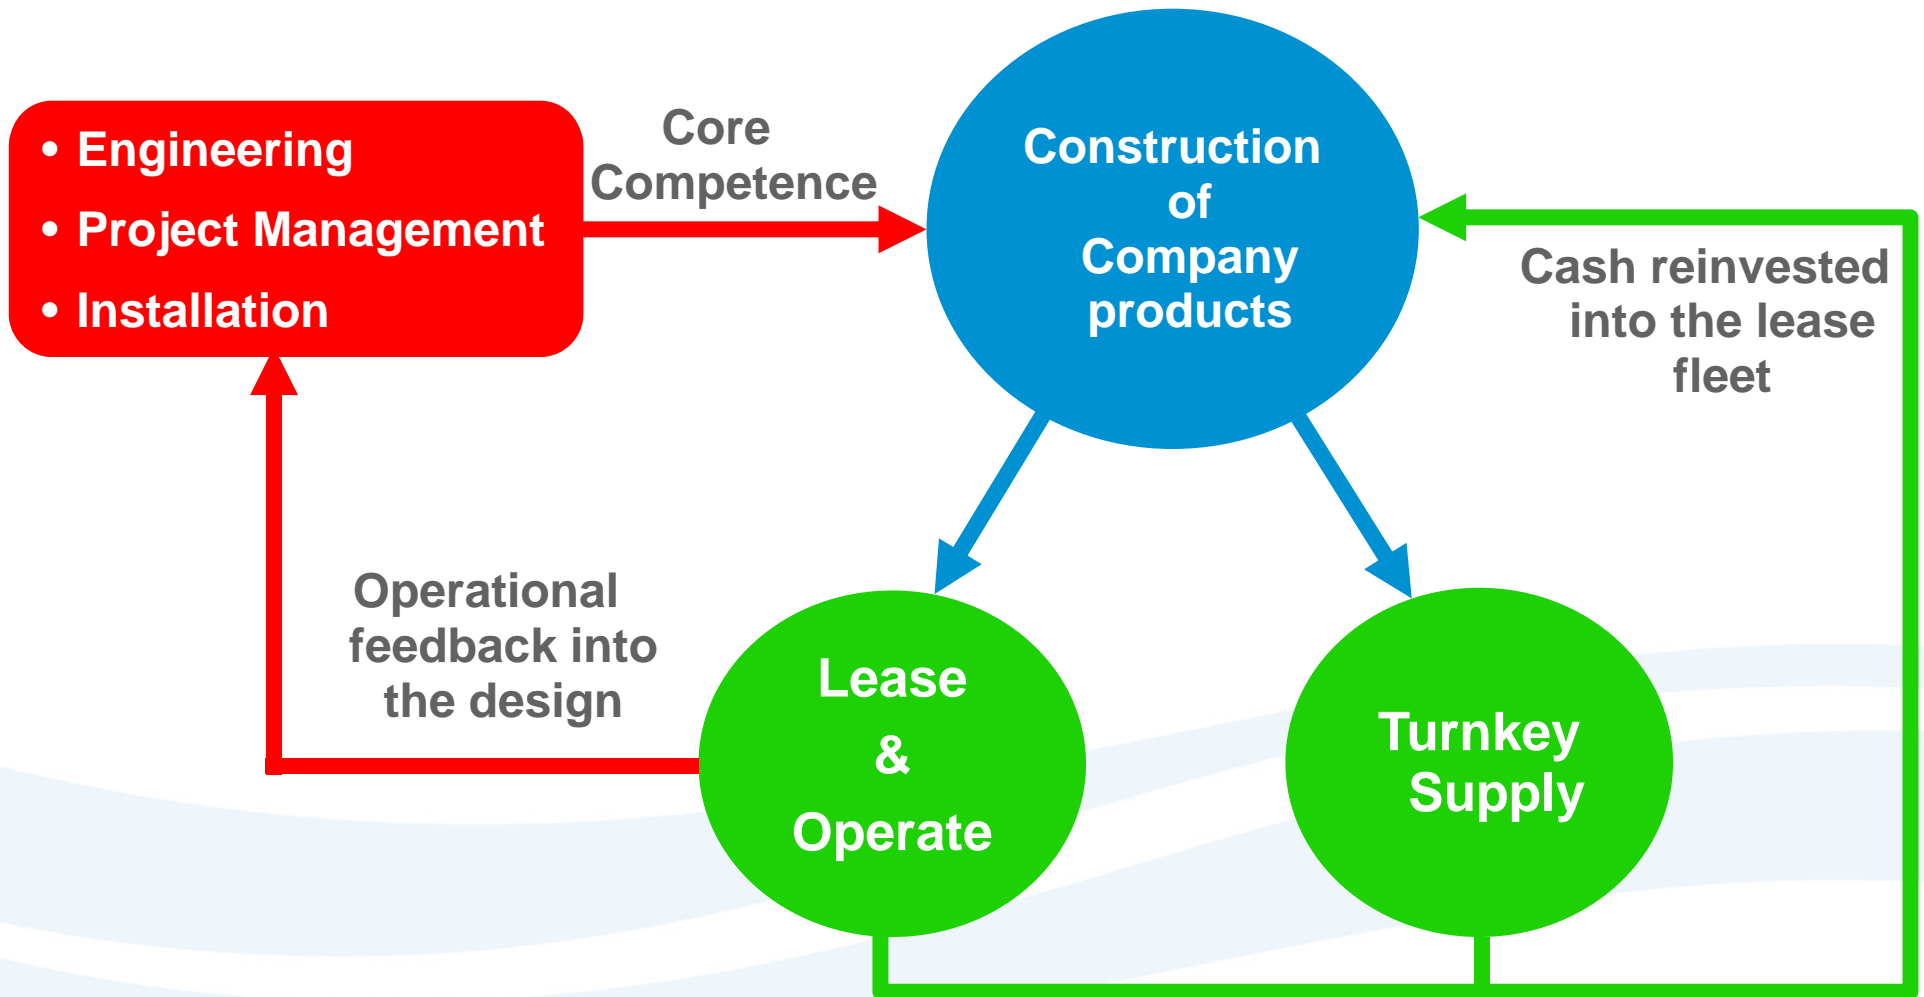 • Engineering
• Project Management
• Installation
Core
Competence
Construction
of
Company
products
Cash reinvested
into the lease
fleet
Operational
feedback into
the design
Lease
&
Operate
Turnkey
Supply